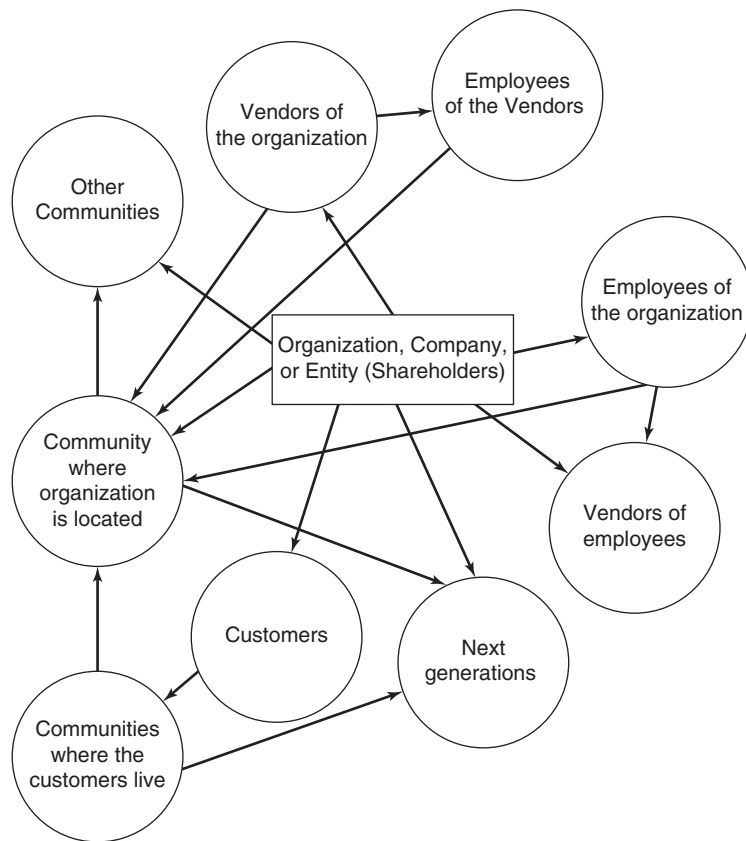 Employees
of the Vendors
Vendors of
the organization
Other
Communities
Employees of
the organization
Organization, Company,
or Entity (Shareholders)
Community
where
organization
is located
Vendors of
employees
Customers
Next
generations
Communities
where the
customers live